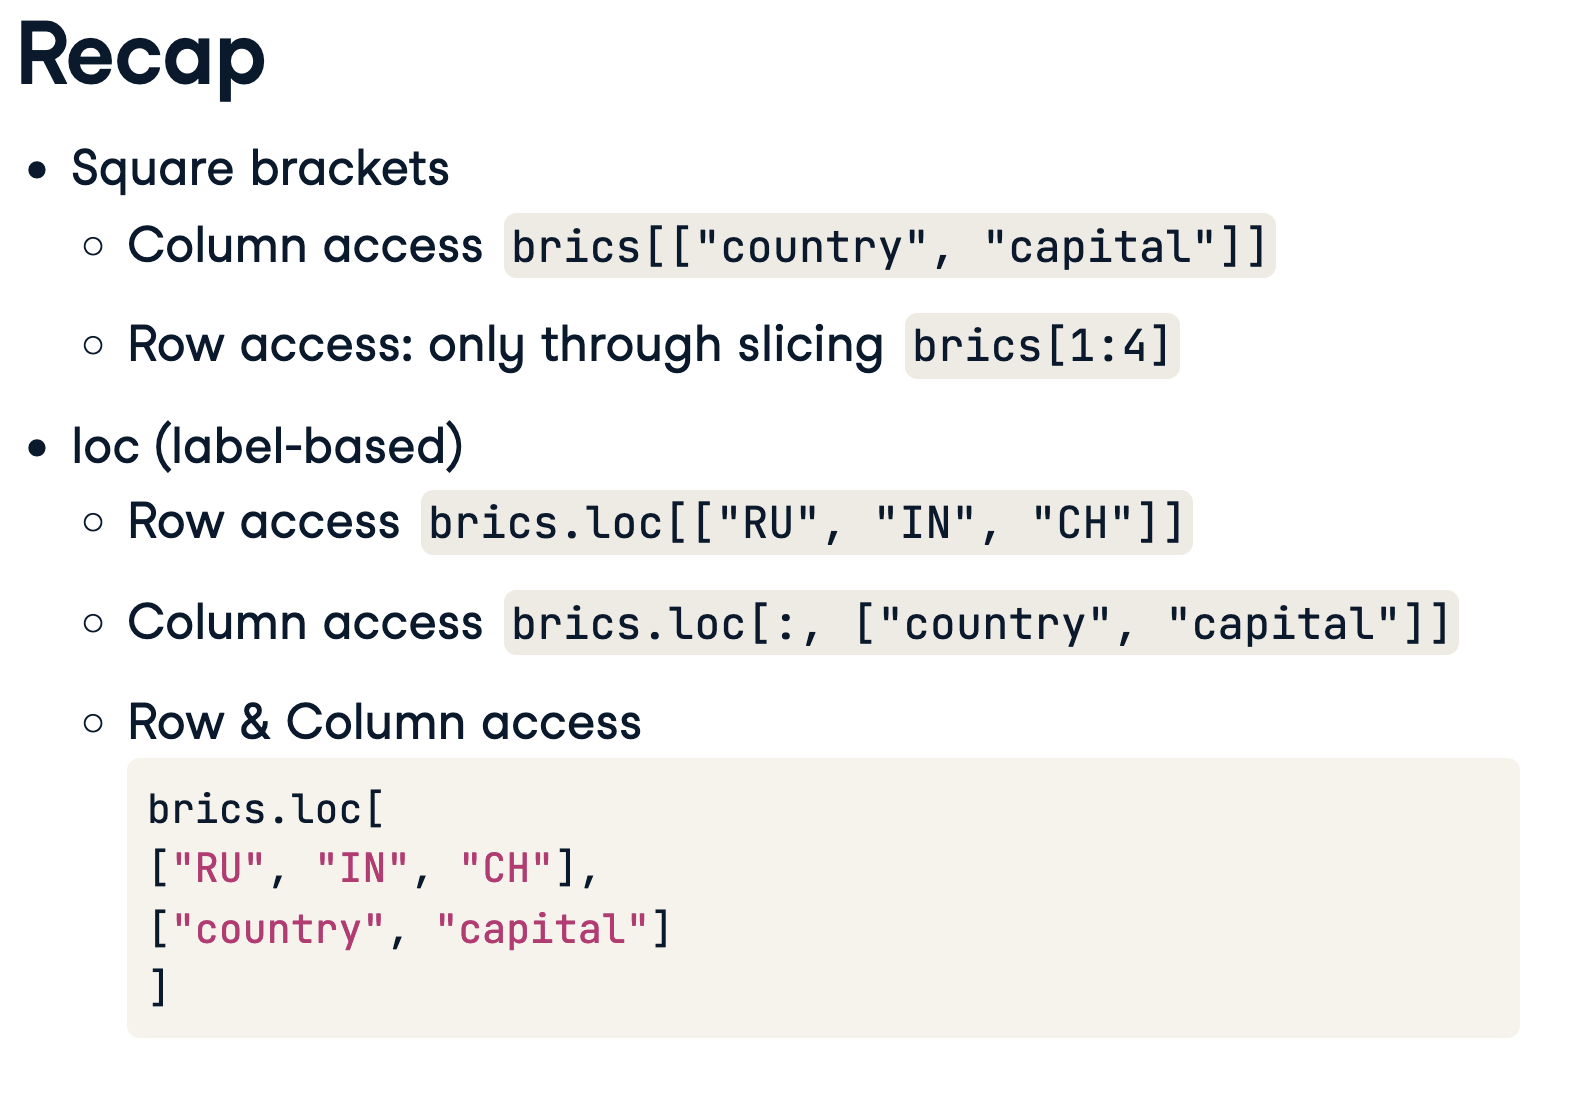 Recap
• Square brackets
○ Column access brics[["country", "capital"]]
○ Row access: only through slicing brics[1:4]
• loc (label-based)
○ Row access brics.loc[["RU", "IN", "CH"]]
○ Column access brics.loc[:, ["country", "capital"]]
○ Row & Column access
brics.loc[
["RU", "IN", "CH"],
["country", "capital"]
]